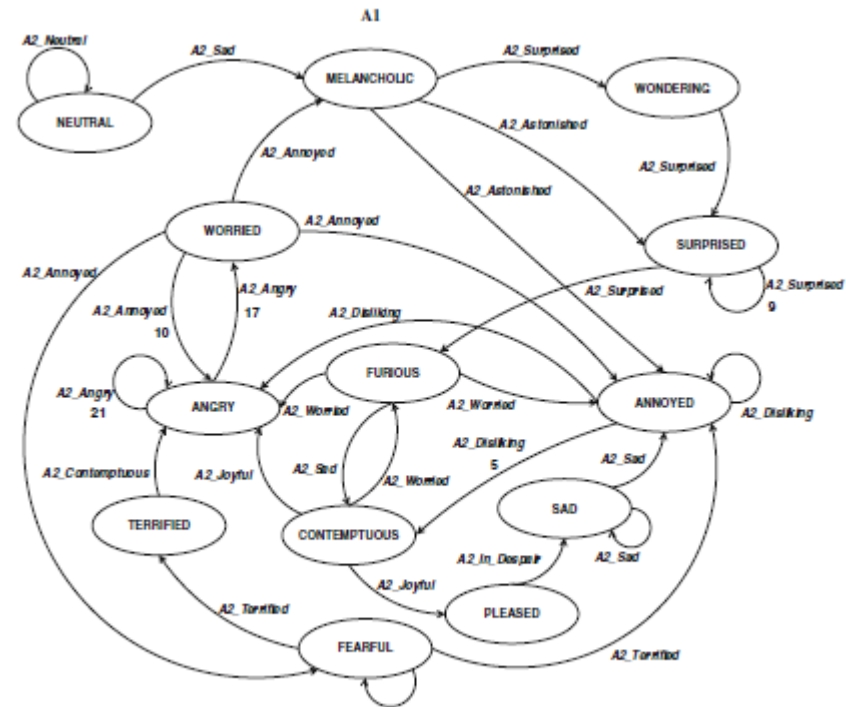 A1
A2_Neutral
A2_Sad
A2_Surprised
MELANCHOLIC
WONDERING
NEUTRAL
A2_Astonished
A2_Annoyed
A2_Surprised
A2_Astonished
A2_Annoyed
WORRIED
SURPRISED
A2_Annoyed
A2_Angry
17
A2_Surprised
A2_Surprised
9
A2_Annoyed
10
A2_Disliking
FURIOUS
A2_Angry
21
ANGRY
A2_Worried
A2_Worried
ANNOYED
A2_Disliking
A2_Disliking
5
A2_Contemptuous
A2_Joyful
A2_Sad
A2_Worried
A2_Sad
TERRIFIED
CONTEMPTUOUS
SAD
A2_In_Despair
A2_Sad
A2_Joyful
PLEASED
A2_Terrified
FEARFUL
A2_Terrified